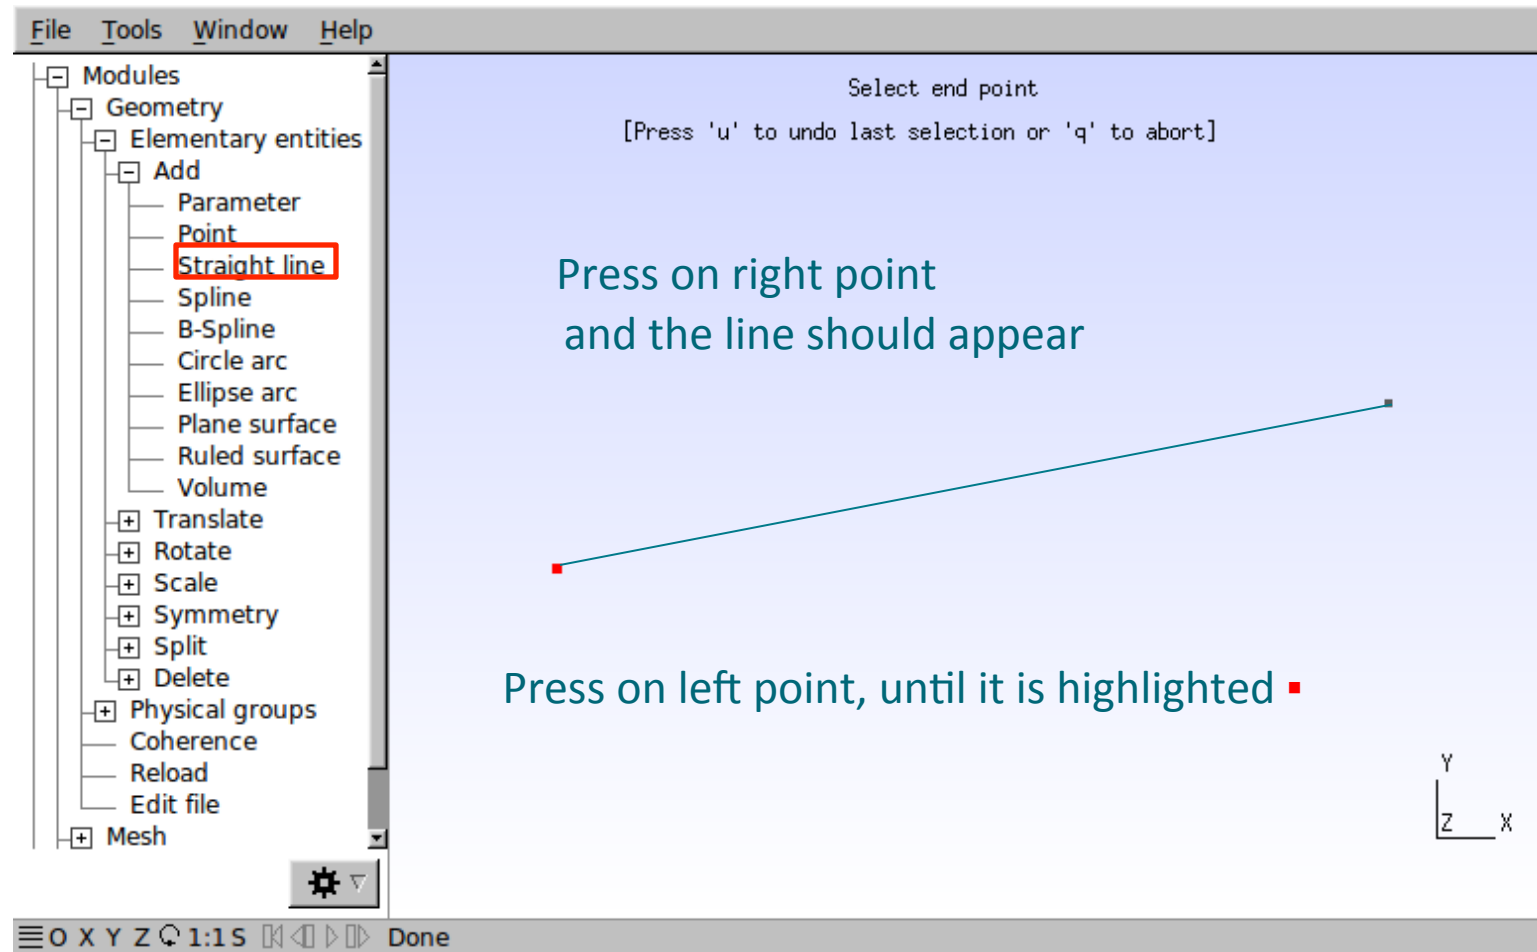 File Tools Window Help
Modules
Geometry
Elementary entities
Add
Parameter
Point
Straight line
Spline
B-Spline
Circle arc
Ellipse arc
Plane surface
Ruled surface
Volume
Translate
Rotate
Scale
Symmetry
Split
Delete
Physical groups
Coherence
Reload
Edit file
Mesh
Select end point
[Press 'u' to undo last selection or 'q' to abort]
Press on right point
and the line should appear
Press on left point, until it is highlighted
Y
Z X
O X Y Z 1:1 S Done